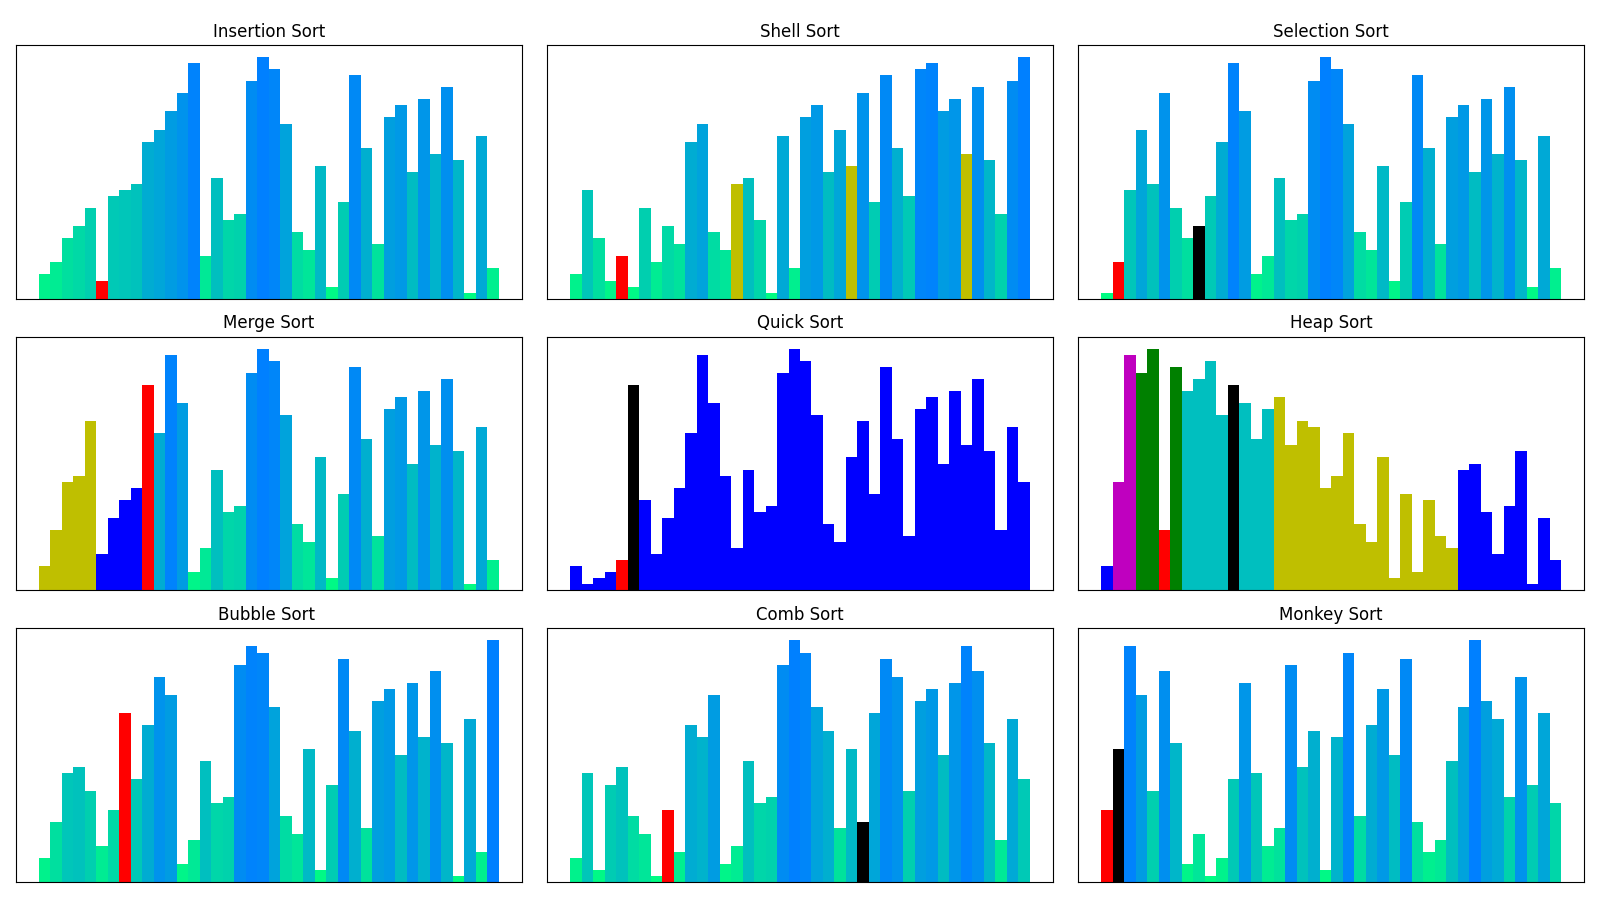 Insertion Sort
Shell Sort
Selection Sort
Merge Sort
Quick Sort
Heap Sort
Bubble Sort
Comb Sort
Monkey Sort